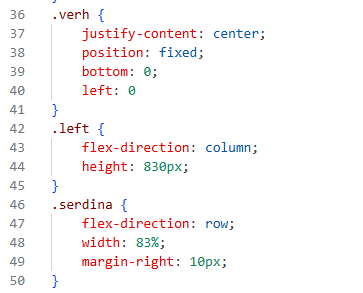 36 .verh {
37 justify-content: center;
38 position: fixed;
39 bottom: 0;
40 left: 0
41 }
42 .left {
43 flex-direction: column;
44 height: 830px;
45 }
46 .serdina {
47 flex-direction: row;
48 width: 83%;
49 margin-right: 10px;
50 }